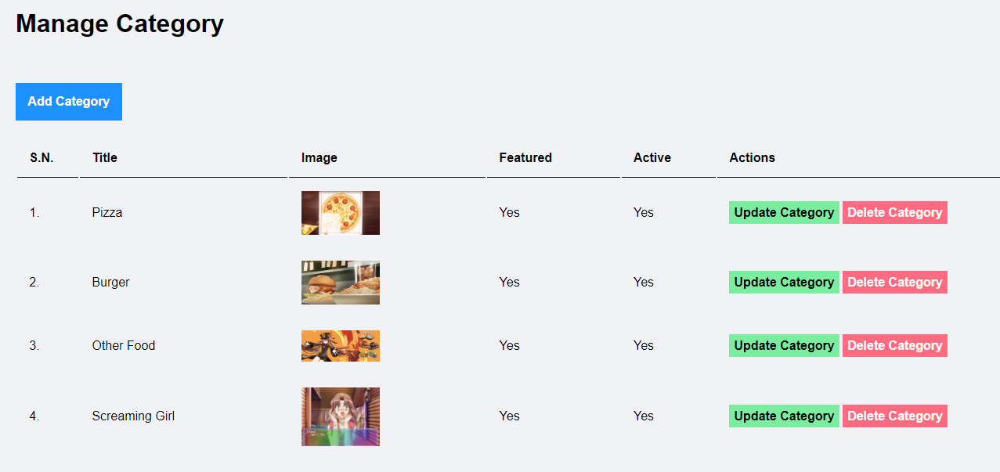 Manage Category
Add Category
S.N. Title Image Featured Active Actions
1. Pizza Yes Yes Update Category Delete Category
2. Burger Yes Yes Update Category Delete Category
3. Other Food Yes Yes Update Category Delete Category
4. Screaming Girl Yes Yes Update Category Delete Category